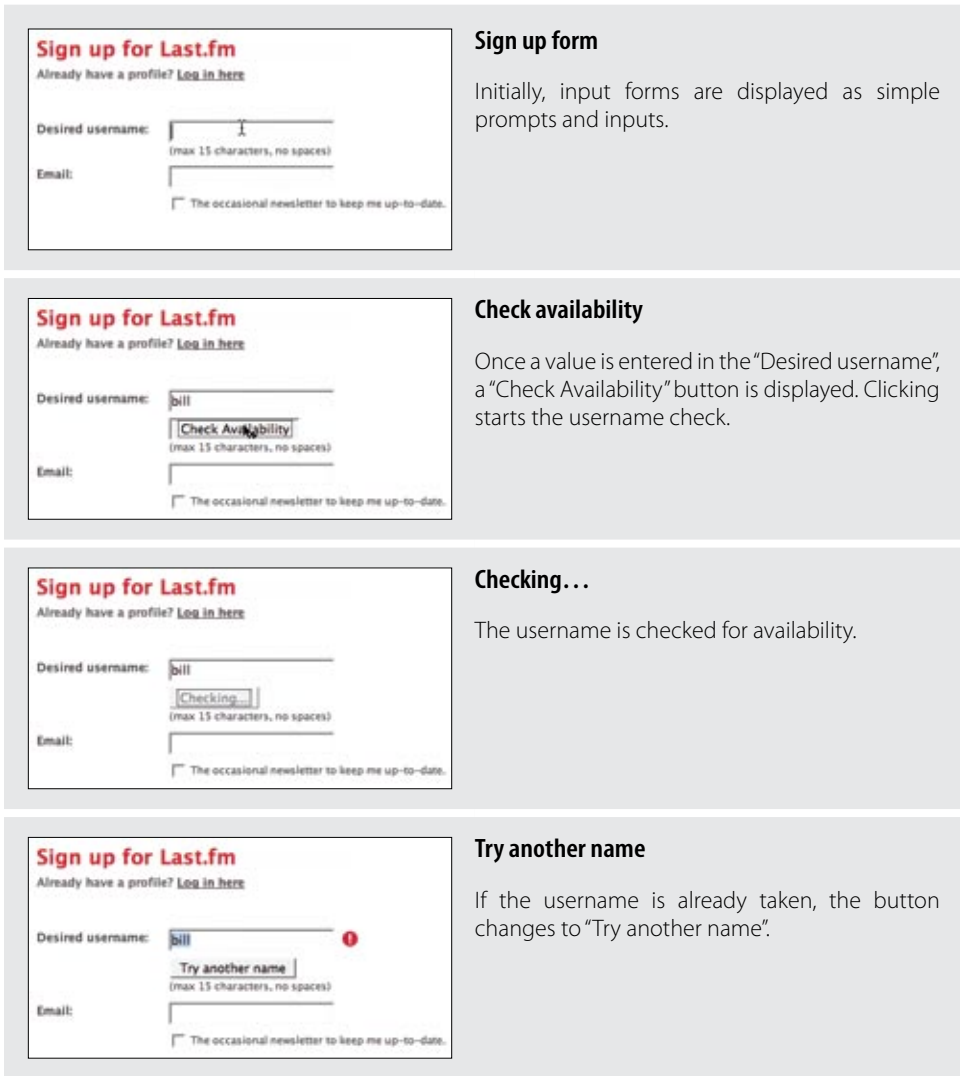 Sign up for Last.fm
Already have a profile? Log in here
Desired username:
(max 15 characters, no spaces)
Email:
The occasional newsletter to keep me up-to-date.
Sign up form
Initially, input forms are displayed as simple
prompts and inputs.
Sign up for Last.fm
Already have a profile? Log in here
Desired username: bill
Check Availability
(max 15 characters, no spaces)
Email:
The occasional newsletter to keep me up-to-date.
Check availability
Once a value is entered in the “Desired username”,
a “Check Availability” button is displayed. Clicking
starts the username check.
Sign up for Last.fm
Already have a profile? Log in here
Desired username: bill
Checking...
(max 15 characters, no spaces)
Email:
The occasional newsletter to keep me up-to-date.
Checking...
The username is checked for availability.
Sign up for Last.fm
Already have a profile? Log in here
Desired username: bill
Try another name
(max 15 characters, no spaces)
Email:
The occasional newsletter to keep me up-to-date.
Try another name
If the username is already taken, the button
changes to “Try another name”.